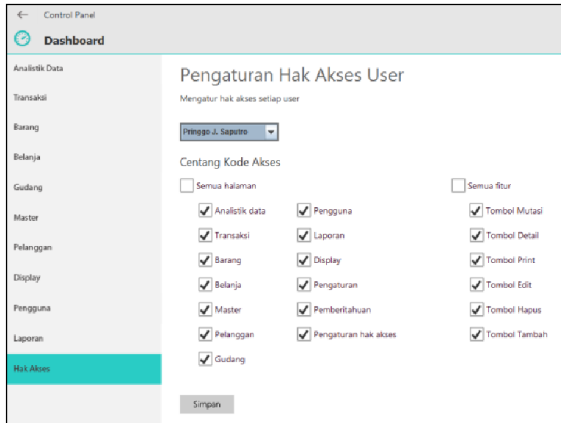 Control Panel
Dashboard
Analistik Data
Transaksi
Barang
Belanja
Gudang
Master
Pelanggan
Display
Pengguna
Laporan
Hak Akses
Pengaturan Hak Akses User
Mengatur hak akses setiap user
Pringgo J. Saputro
Centang Kode Akses
Semua halaman
Analistik data
Transaksi
Barang
Belanja
Master
Pelanggan
Gudang
Pengguna
Laporan
Display
Pengaturan
Pemberitahuan
Pengaturan hak akses
Semua fitur
Tombol Mutasi
Tombol Detail
Tombol Print
Tombol Edit
Tombol Hapus
Tombol Tambah
Simpan